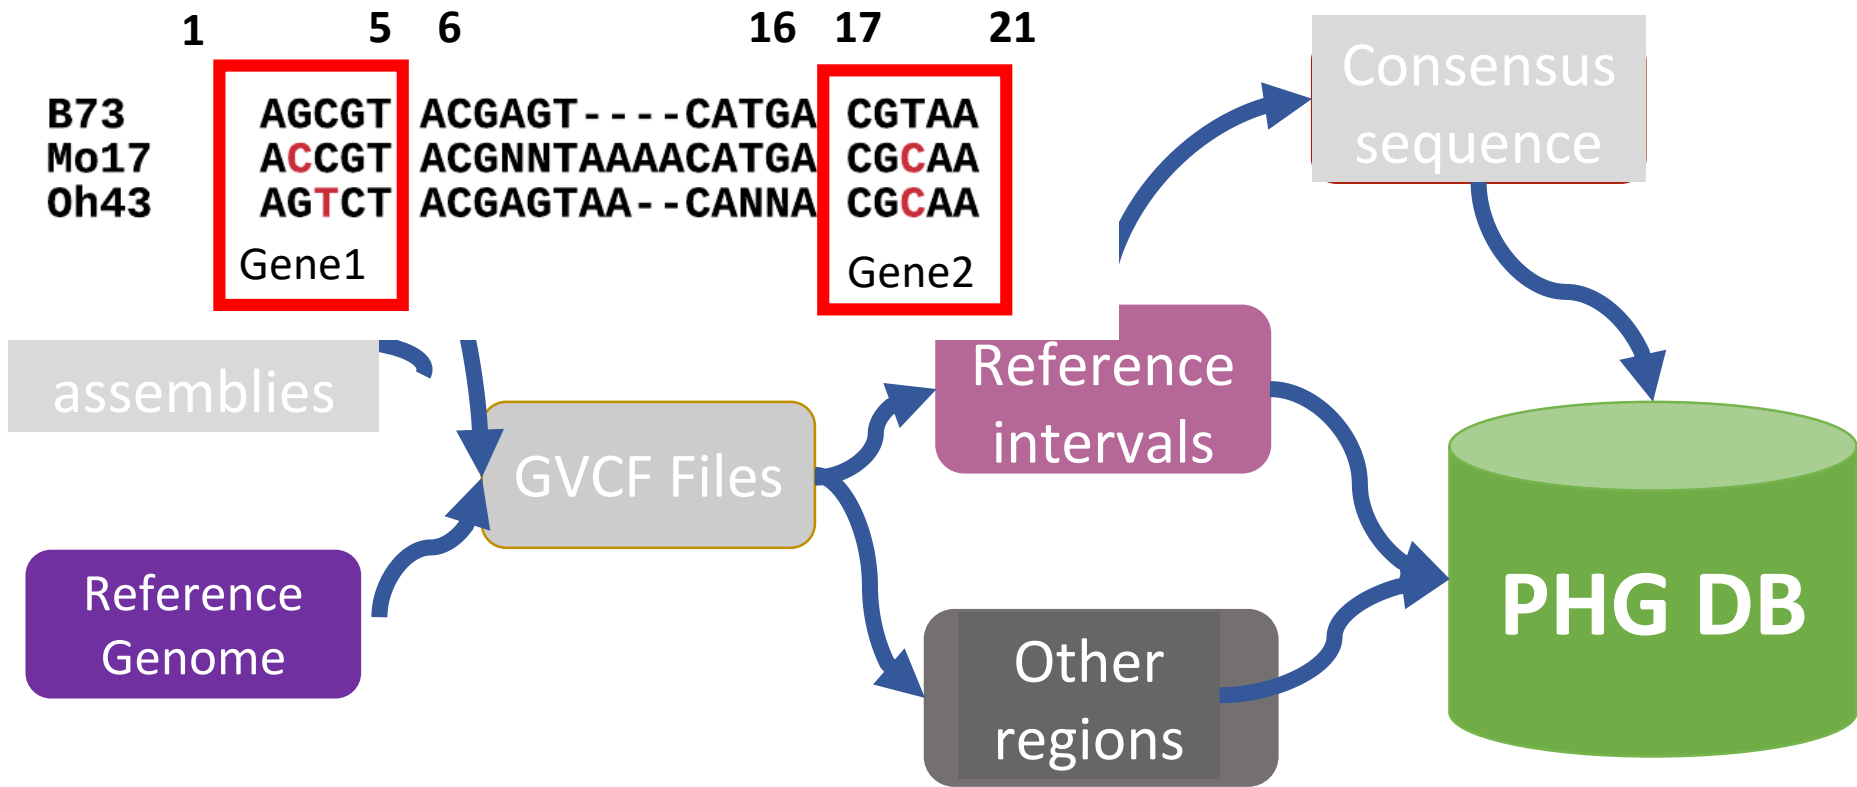 1 5 6 16 17 21
B73 AGCGT ACGAGT----CATGA CGTAA
Mo17 ACCGT ACGNNTAAAACATGA CGCAA
Oh43 AGTCT ACGAGTAA--CANNA CGCAA
Gene1
Gene2
Consensus
sequence
assemblies
Reference
intervals
GVCF Files
Reference
Genome
Other
regions
PHG DB